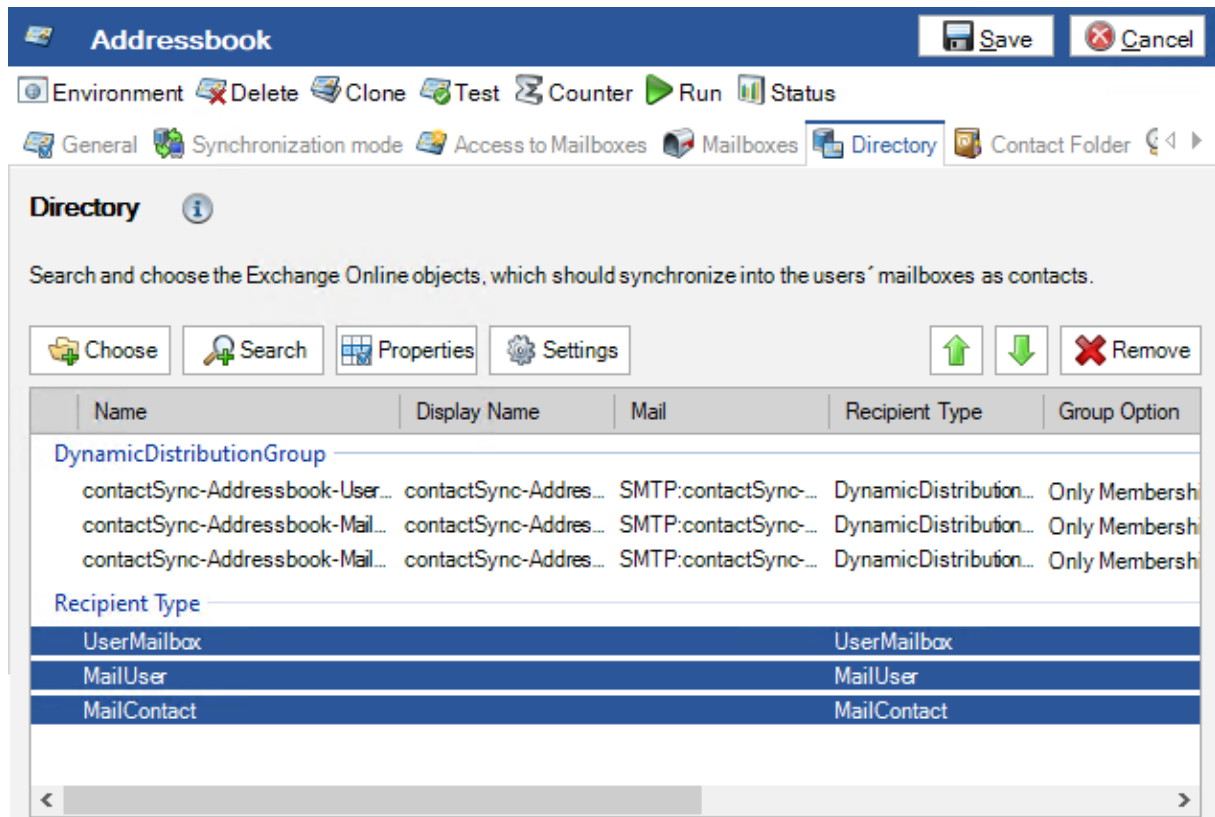 Addressbook Save Cancel
Environment Delete Clone Test Counter Run Status
General Synchronization mode Access to Mailboxes Mailboxes Directory Contact Folder
Directory
Search and choose the Exchange Online objects, which should synchronize into the users´ mailboxes as contacts.
Choose Search Properties Settings Remove
Name Display Name Mail Recipient Type Group Option
DynamicDistributionGroup
contactSync-Addressbook-User... contactSync-Addres... SMTP:contactSync-... DynamicDistribution... Only Membershi
contactSync-Addressbook-Mail... contactSync-Addres... SMTP:contactSync-... DynamicDistribution... Only Membershi
contactSync-Addressbook-Mail... contactSync-Addres... SMTP:contactSync-... DynamicDistribution... Only Membershi
Recipient Type
UserMailbox UserMailbox
MailUser MailUser
MailContact MailContact